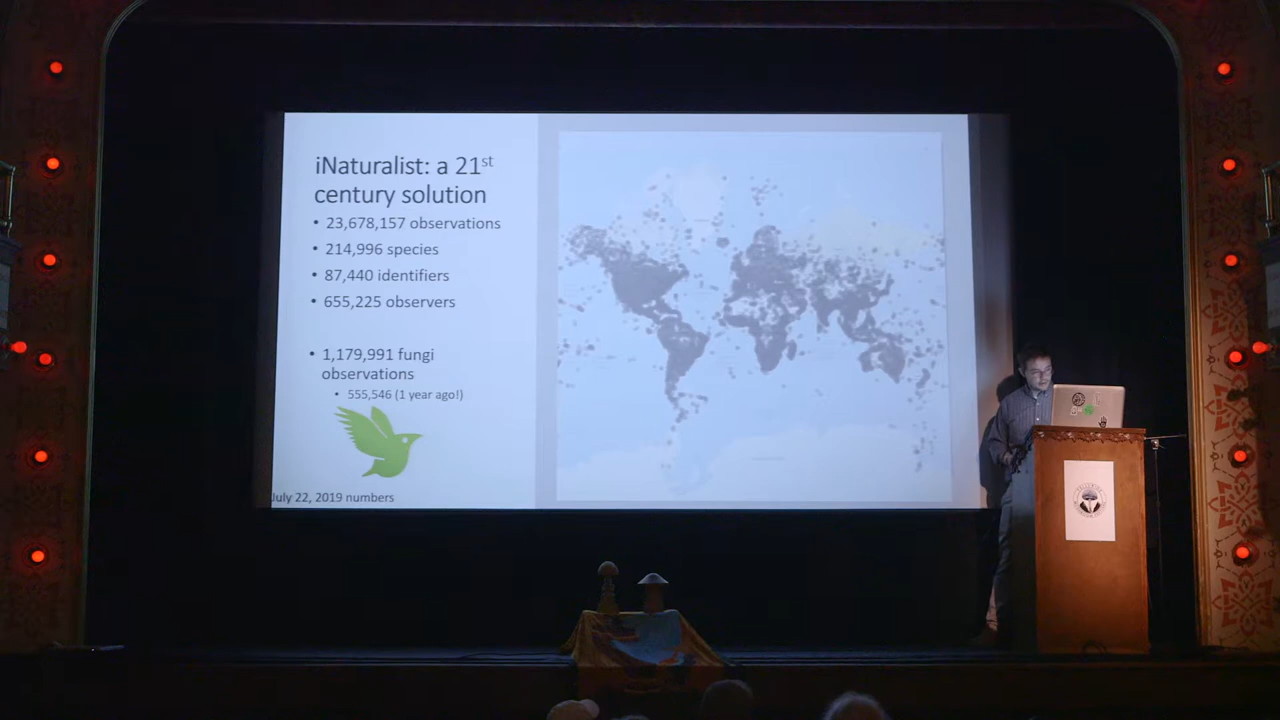 iNaturalist: a 21st
century solution
• 23,678,157 observations
• 214,996 species
• 87,440 identifiers
• 655,225 observers
• 1,179,991 fungi
observations
• 555,546 (1 year ago!)
July 22, 2019 numbers